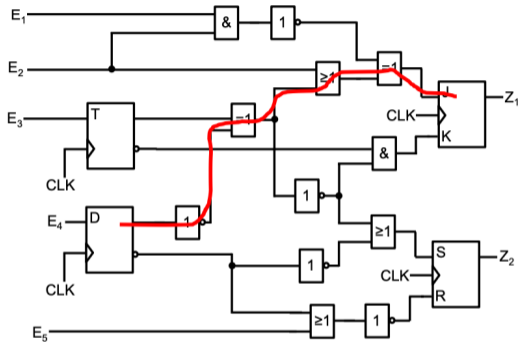 E1
& 1
E2
≥1 =1
J Z1
E3 T =1
CLK
K
&
CLK
1
E4 D 1
≥1
S Z2
1
CLK
CLK
R
≥1 1
E5